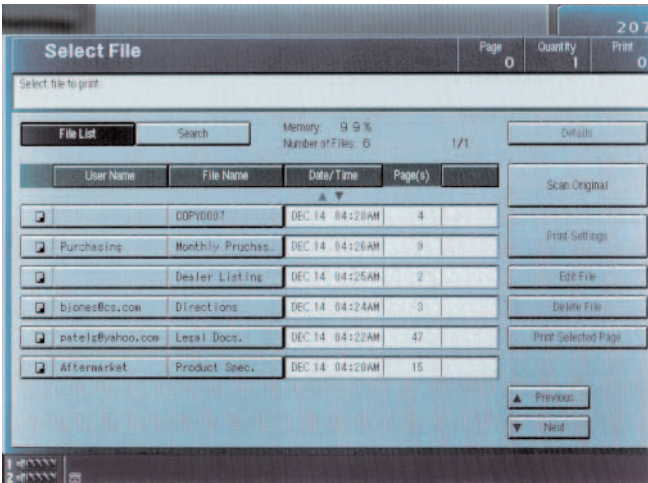 207
Select File
Page 0 Quantity 1 Print 0
Select file to print.
File List Search Memory: 99% Number of Files: 6 1/1 Details
User Name File Name Date/Time Page(s) Scan Original
COPY0007 DEC.14 04:28AM 4
Purchasing Monthly Pruchas... DEC.14 04:26AM 9 Print Settings
Dealer Listing DEC.14 04:25AM 2 Edit File
bjones@cs.com Directions DEC.14 04:24AM 3 Delete File
patels@yahoo.com Legal Docs. DEC.14 04:22AM 47 Print Selected Page
Aftermarket Product Spec. DEC.14 04:20AM 15
▲ Previous
▼ Next
1
2